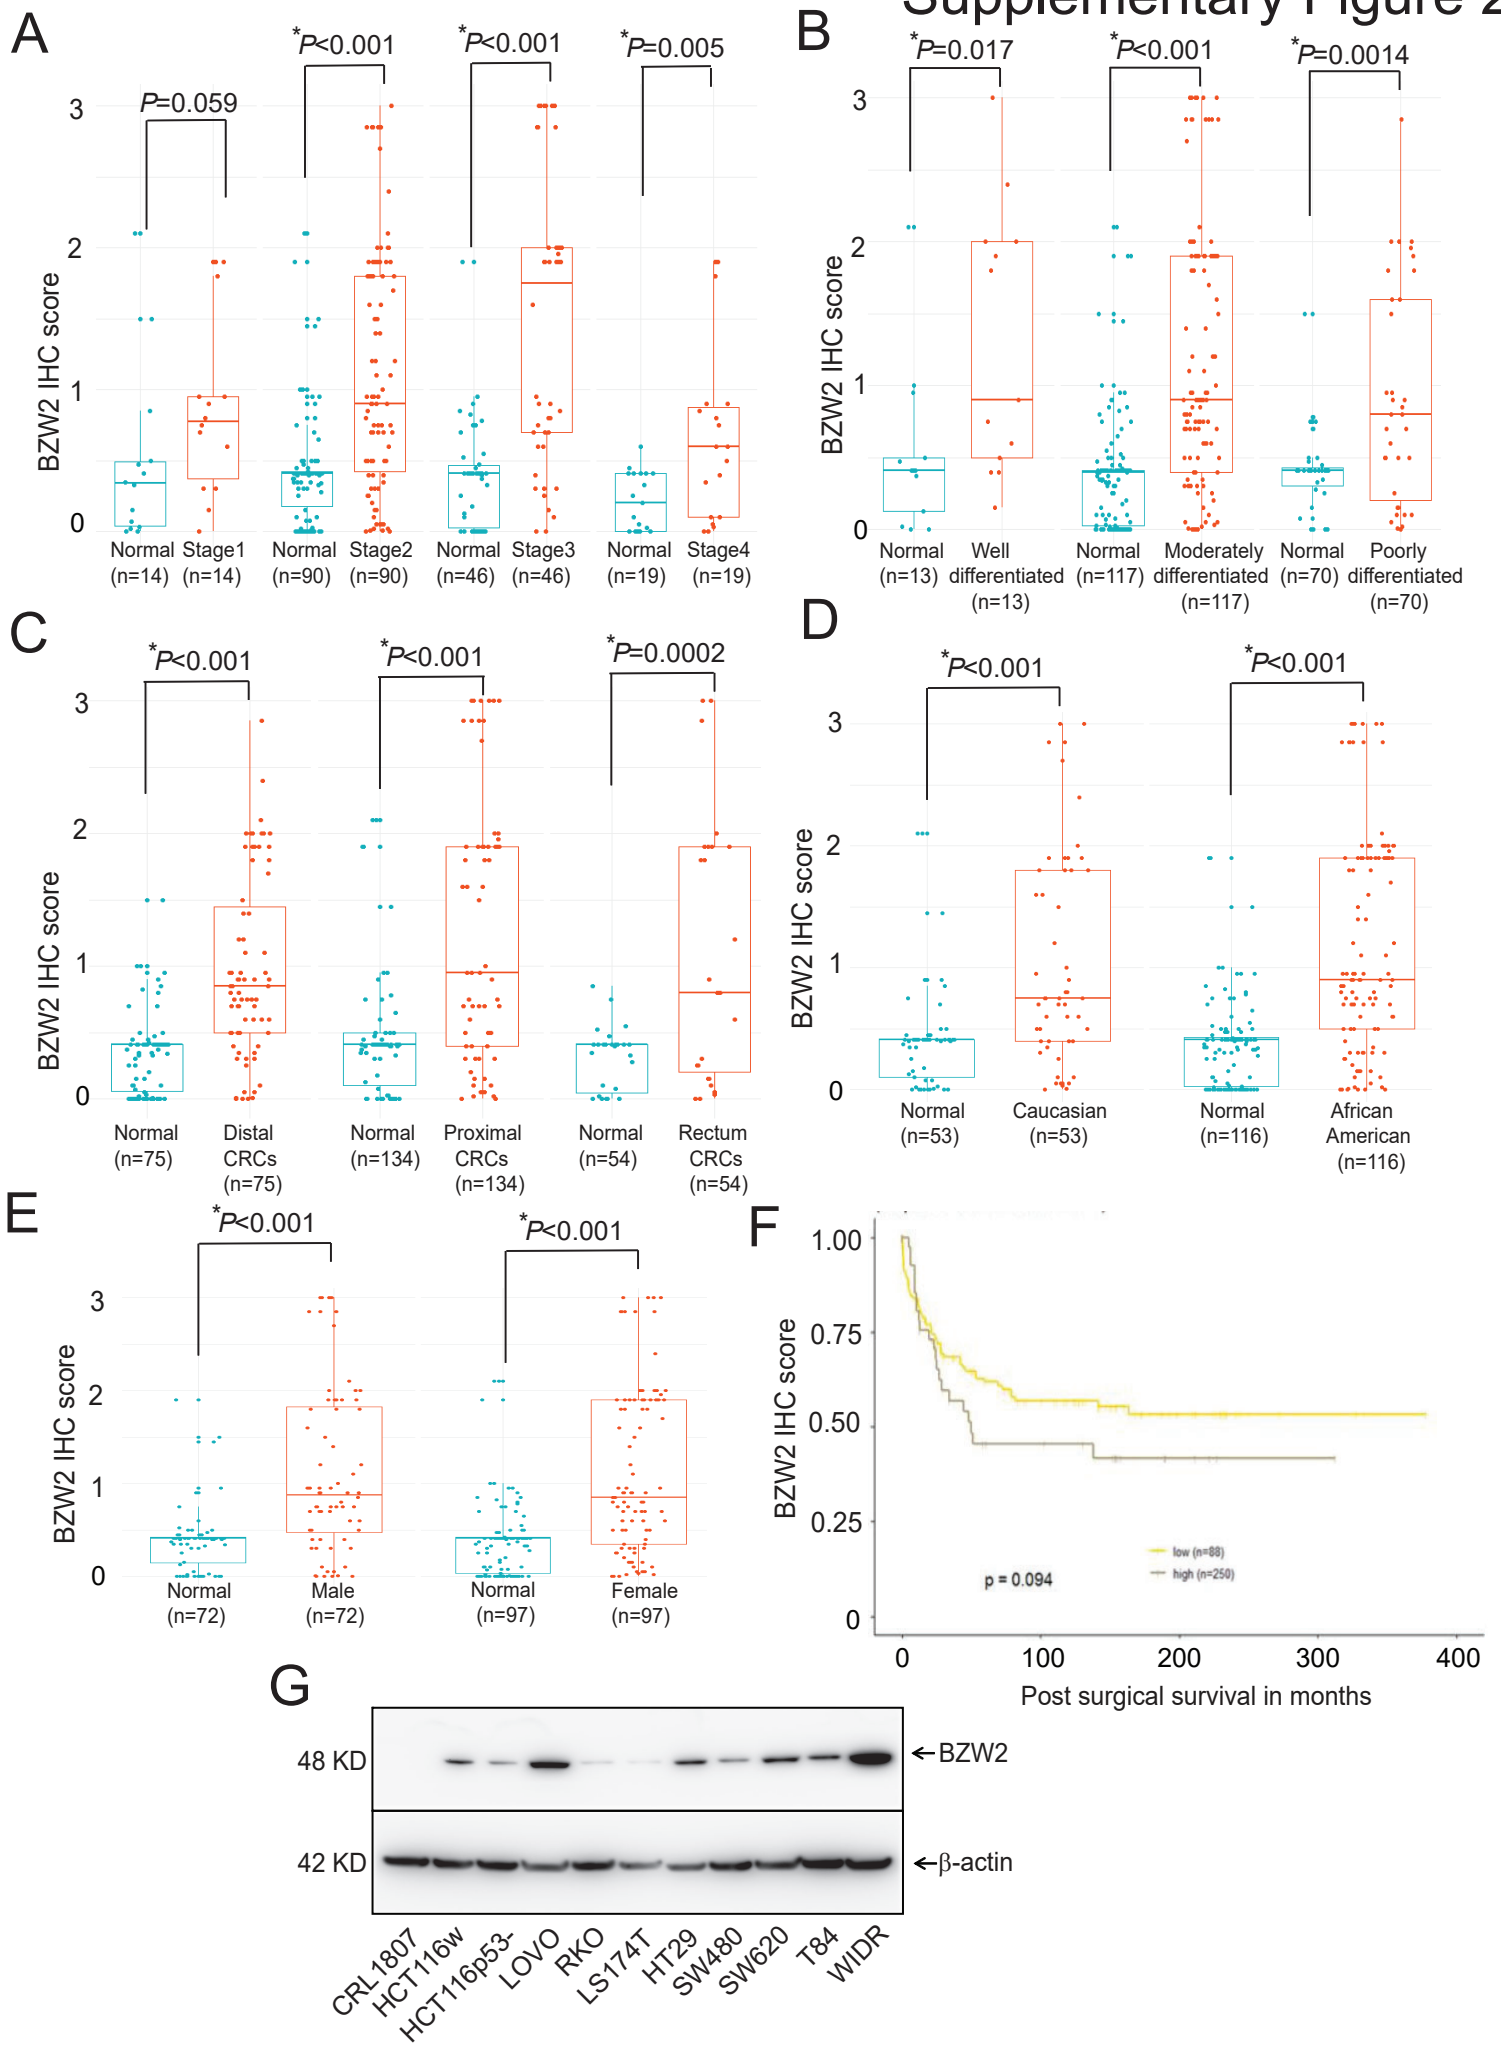 Supplementary Figure 2
A
*P<0.001
*P<0.001
*P=0.005
P=0.059
3
2
1
0
BZW2 IHC score
Normal Stage1 Normal Stage2 Normal Stage3 Normal Stage4
(n=14) (n=14) (n=90) (n=90) (n=46) (n=46) (n=19) (n=19)
B
*P=0.017
*P<0.001
*P=0.0014
3
2
1
0
BZW2 IHC score
Normal Well Normal Moderately Normal Poorly
(n=13) differentiated (n=117) differentiated (n=70) differentiated
(n=13) (n=117) (n=70)
C
*P<0.001
*P<0.001
*P=0.0002
3
2
1
0
BZW2 IHC score
Normal Distal Normal Proximal Normal Rectum
(n=75) CRCs (n=134) CRCs (n=54) CRCs
(n=75) (n=134) (n=54)
D
*P<0.001
*P<0.001
3
2
1
0
BZW2 IHC score
Normal Caucasian Normal African
(n=53) (n=53) (n=116) American
(n=116)
E
*P<0.001
*P<0.001
3
2
1
0
BZW2 IHC score
Normal Male Normal Female
(n=72) (n=72) (n=97) (n=97)
F
1.00
0.75
0.50
0.25
0
BZW2 IHC score
low (n=88)
high (n=250)
p = 0.094
0 100 200 300 400
Post surgical survival in months
G
48 KD
BZW2
42 KD
β-actin
CRL1807
HCT116w
HCT116p53-
LOVO
RKO
LS174T
HT29
SW480
SW620
T84
WIDR